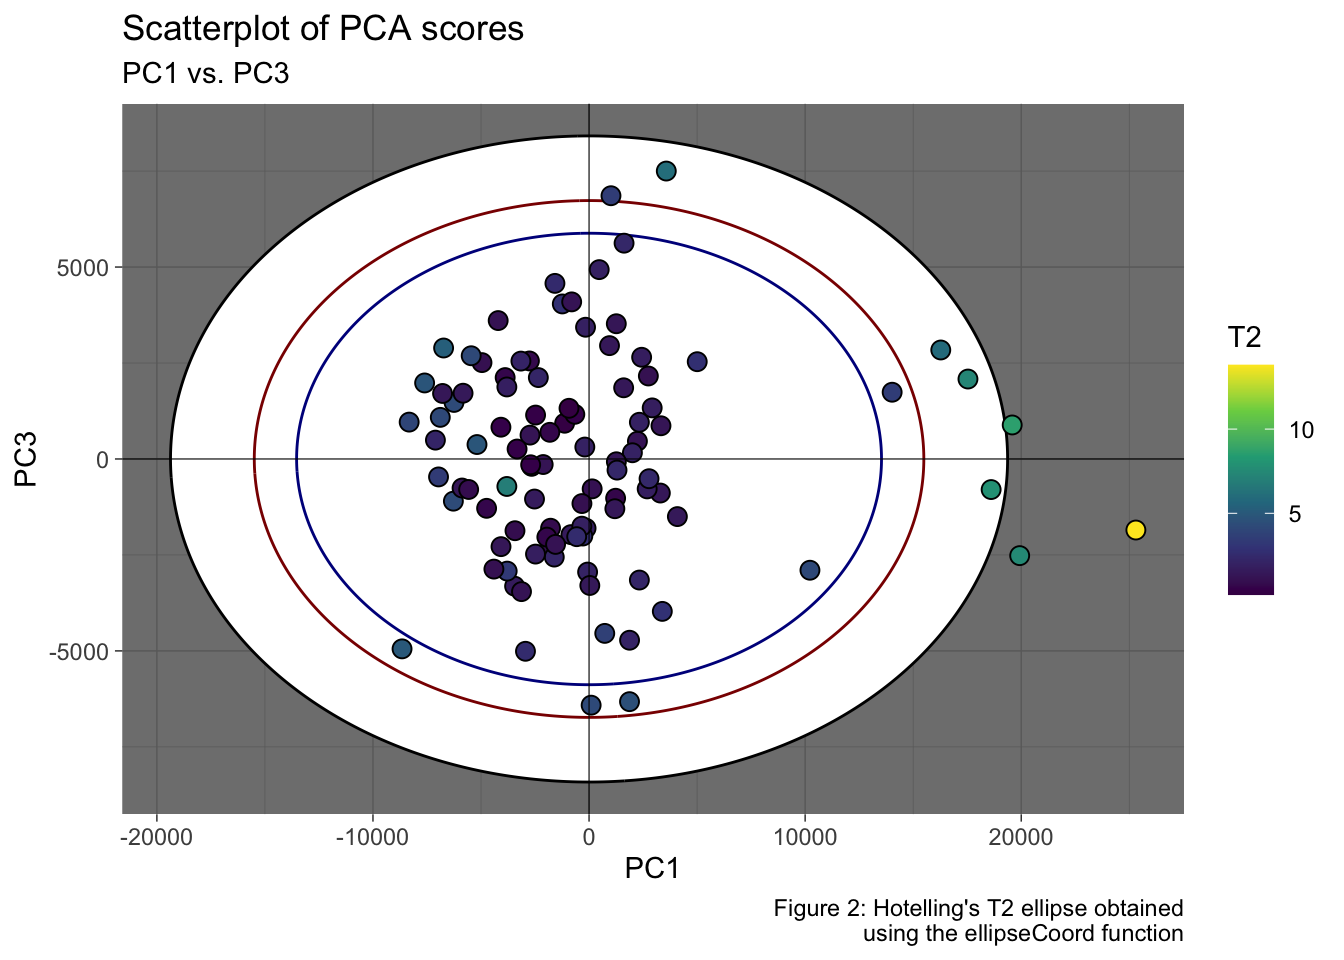 Scatterplot of PCA scores
PC1 vs. PC3
PC3
5000
0
-5000
-20000 -10000 0 10000 20000
PC1
T2
10
5
Figure 2: Hotelling's T2 ellipse obtained
using the ellipseCoord function